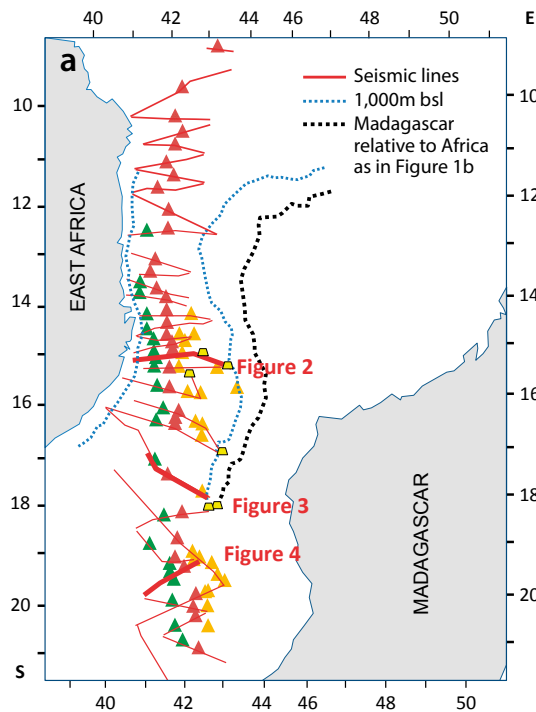 40 42 44 46 E
a
Seismic lines
1,000m bsl
Madagascar
relative to Africa
as in Figure 1b
10
12
14
16
18
20
S
10
12
14
16
18
20
EAST AFRICA
MADAGASCAR
Figure 2
Figure 3
Figure 4
40 42 44 46 48 50